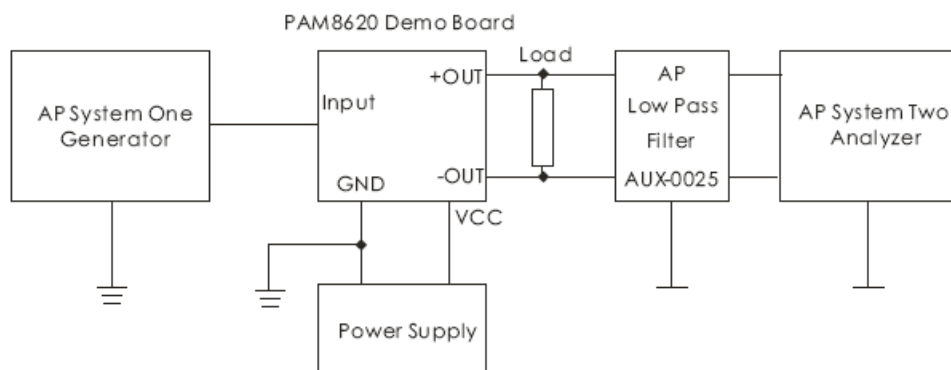 PAM8620 Demo Board
AP System One
Generator
Input
+OUT
-OUT
GND
VCC
Load
AP
Low Pass
Filter
AUX-0025
AP System Two
Analyzer
Power Supply